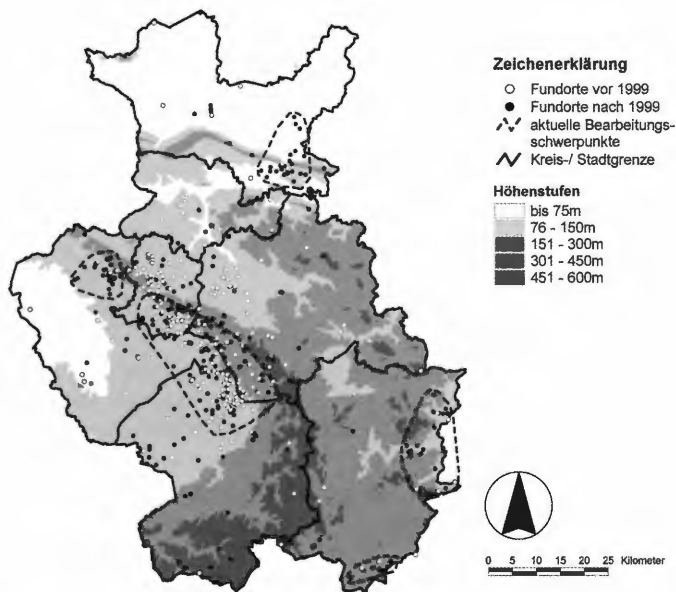 Zeichenerklärung
Fundorte vor 1999
Fundorte nach 1999
aktuelle Bearbeitungs-
schwerpunkte
Kreis-/ Stadtgrenze
Höhenstufen
bis 75m
76 - 150m
151 - 300m
301 - 450m
451 - 600m
0 5 10 15 20 25 Kilometer